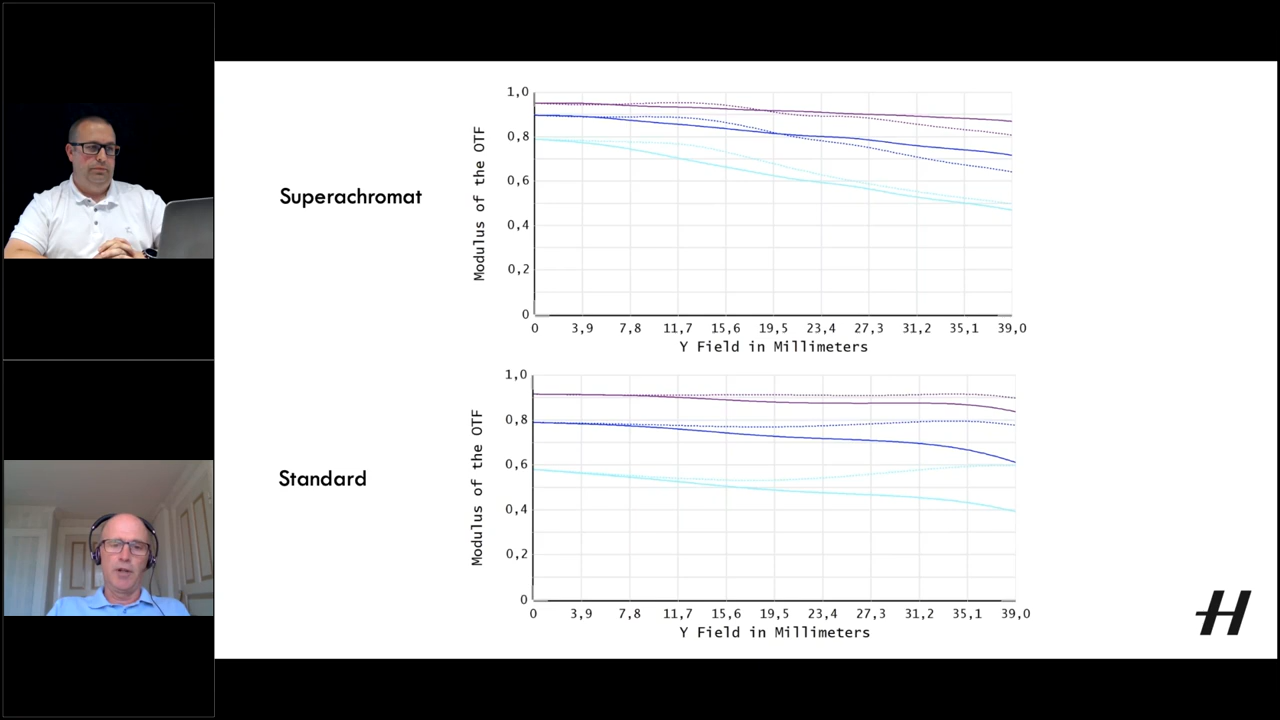 Superachromat
Modulus of the OTF
1,0
0,8
0,6
0,4
0,2
0
0 3,9 7,8 11,7 15,6 19,5 23,4 27,3 31,2 35,1 39,0
Y Field in Millimeters
Standard
Modulus of the OTF
1,0
0,8
0,6
0,4
0,2
0
0 3,9 7,8 11,7 15,6 19,5 23,4 27,3 31,2 35,1 39,0
Y Field in Millimeters
H